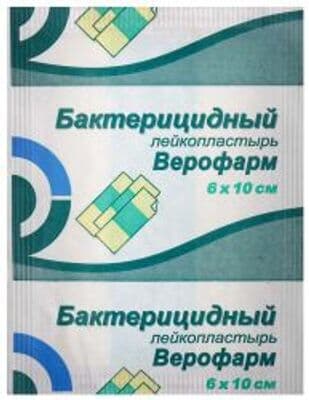 Бактерицидный
лейкопластырь
Верофарм
6 х 10 см
Бактерицидный
лейкопластырь
Верофарм
6 х 10 см